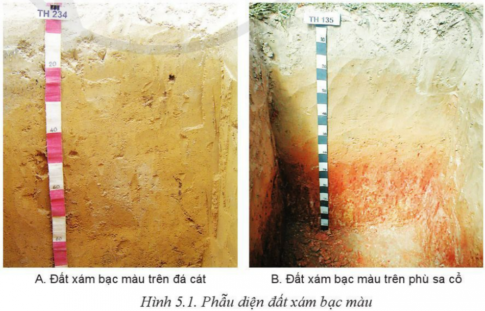 TH 234
TH 135
A. Đất xám bạc màu trên đá cát
B. Đất xám bạc màu trên phù sa cổ
Hình 5.1. Phẫu diện đất xám bạc màu